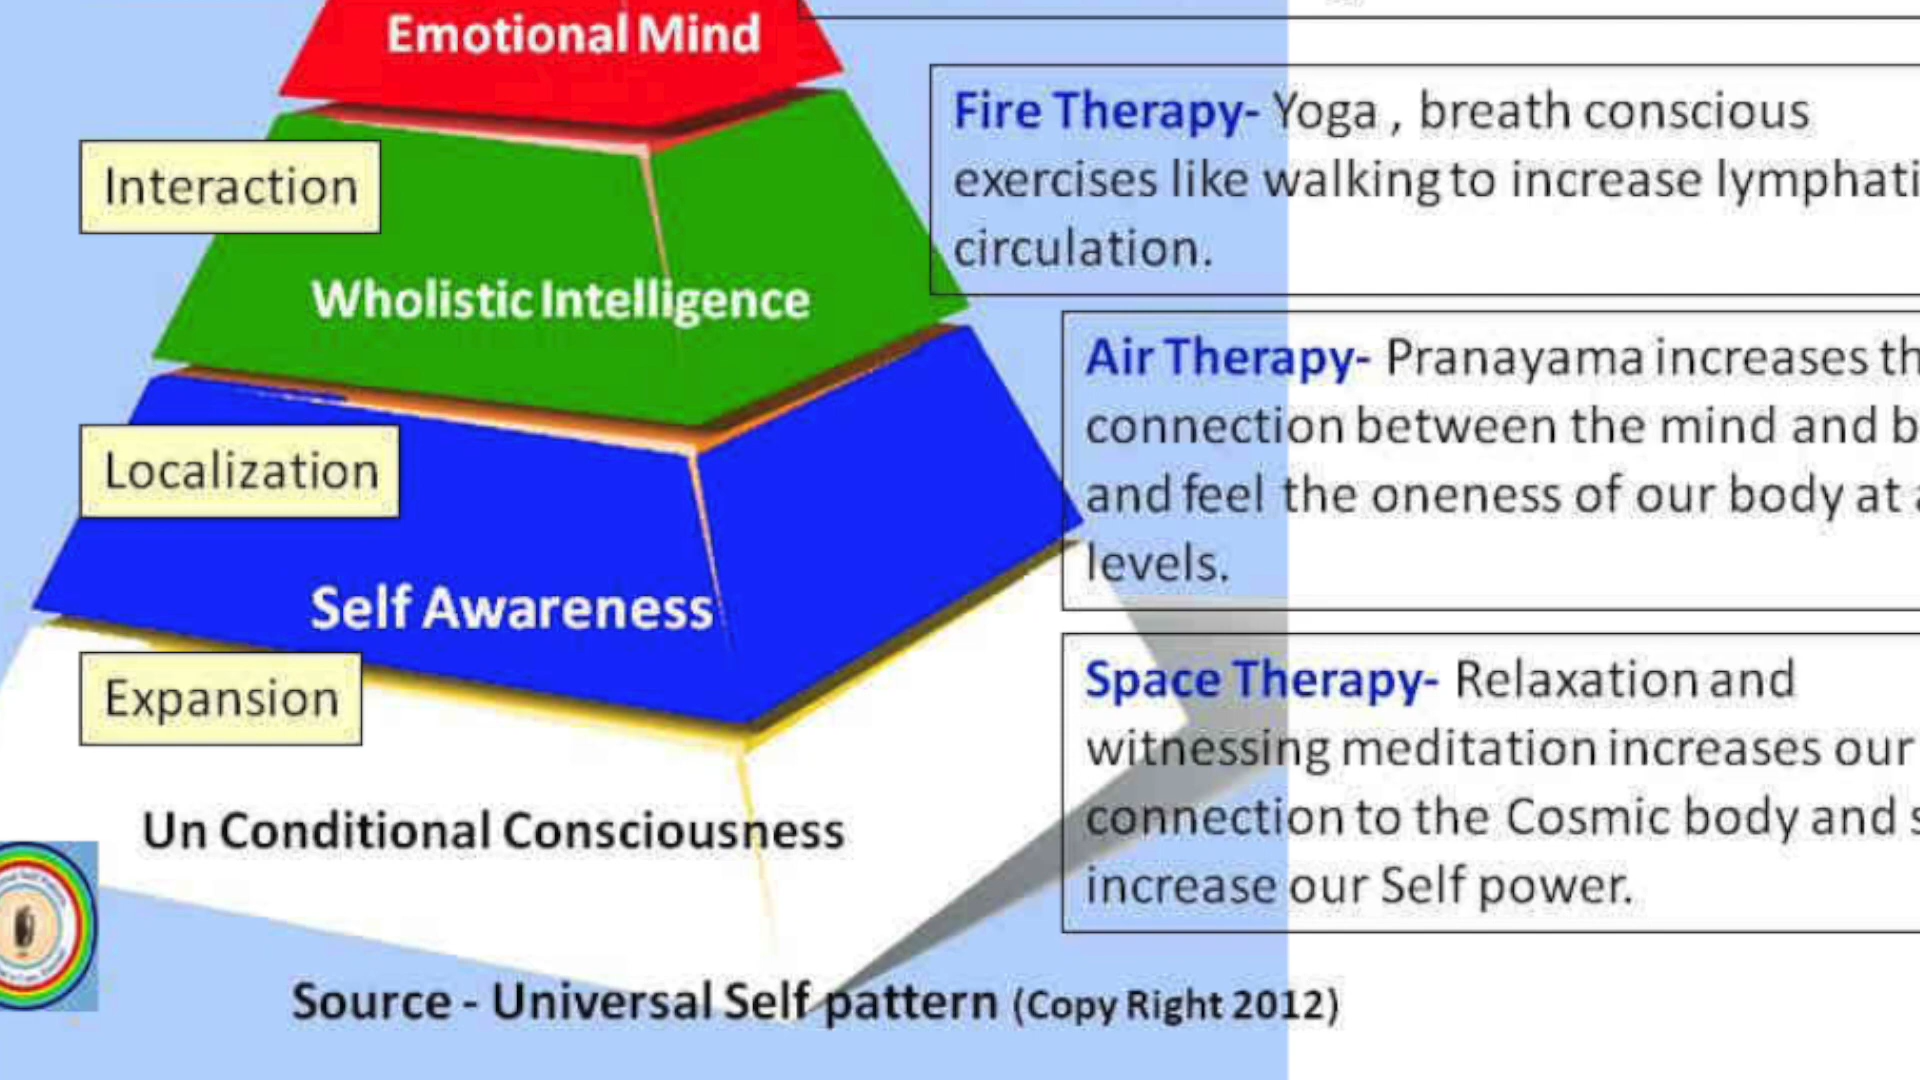 Emotional Mind
Interaction
Wholistic Intelligence
Localization
Self Awareness
Expansion
Un Conditional Consciousness
Fire Therapy- Yoga , breath conscious
exercises like walking to increase lymphati
circulation.
Air Therapy- Pranayama increases th
connection between the mind and b
and feel the oneness of our body at a
levels.
Space Therapy- Relaxation and
witnessing meditation increases our
connection to the Cosmic body and s
increase our Self power.
Source - Universal Self pattern (Copy Right 2012)